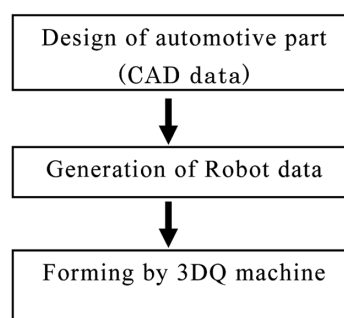 Design of automotive part
(CAD data)
Generation of Robot data
Forming by 3DQ machine